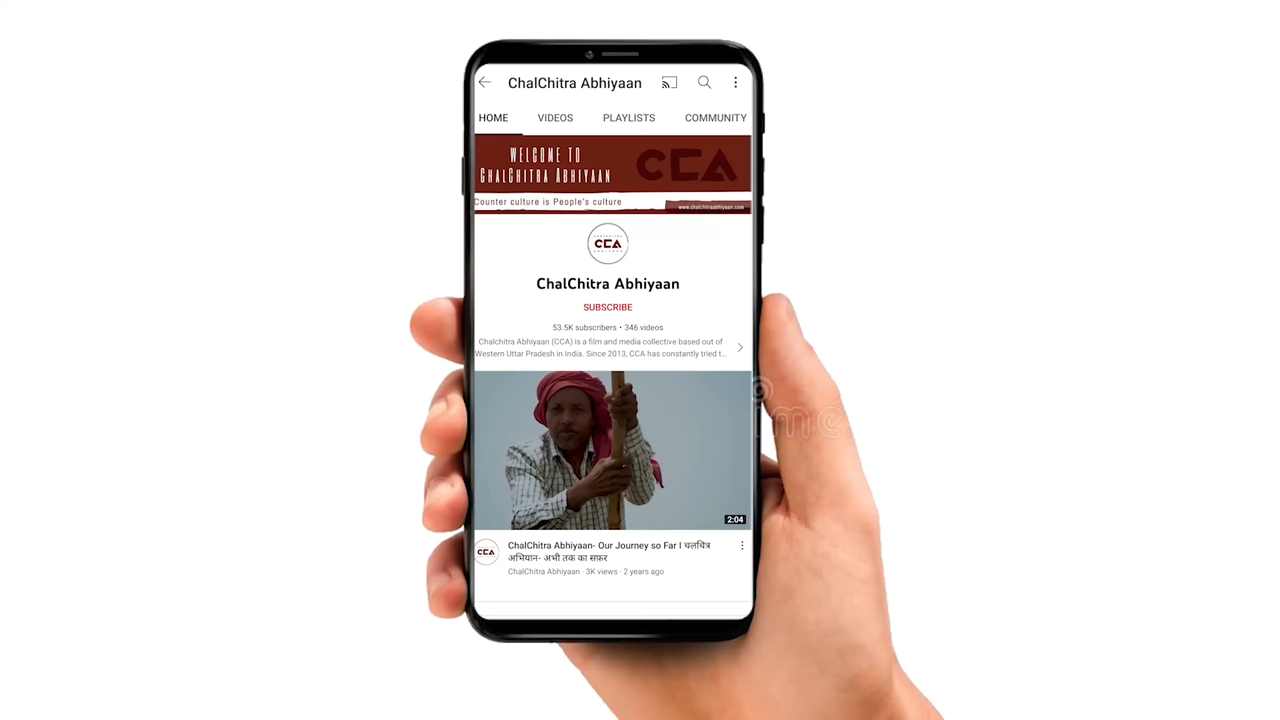 ChalChitra Abhiyaan
HOME VIDEOS PLAYLISTS COMMUNITY
WELCOME TO
CHALCHITRA ABHIYAAN
CCA
Counter culture is People's culture
www.chalchitraabhiyaan.com
CCA
ChalChitra Abhiyaan
SUBSCRIBE
53.5K subscribers • 346 videos
Chalchitra Abhiyaan (CCA) is a film and media collective based out of
Western Uttar Pradesh in India. Since 2013, CCA has constantly tried t...
2:04
CCA
ChalChitra Abhiyaan- Our Journey so Far l चलचित्र
अभियान- अभी तक का सफ़र
ChalChitra Abhiyaan · 3K views · 2 years ago